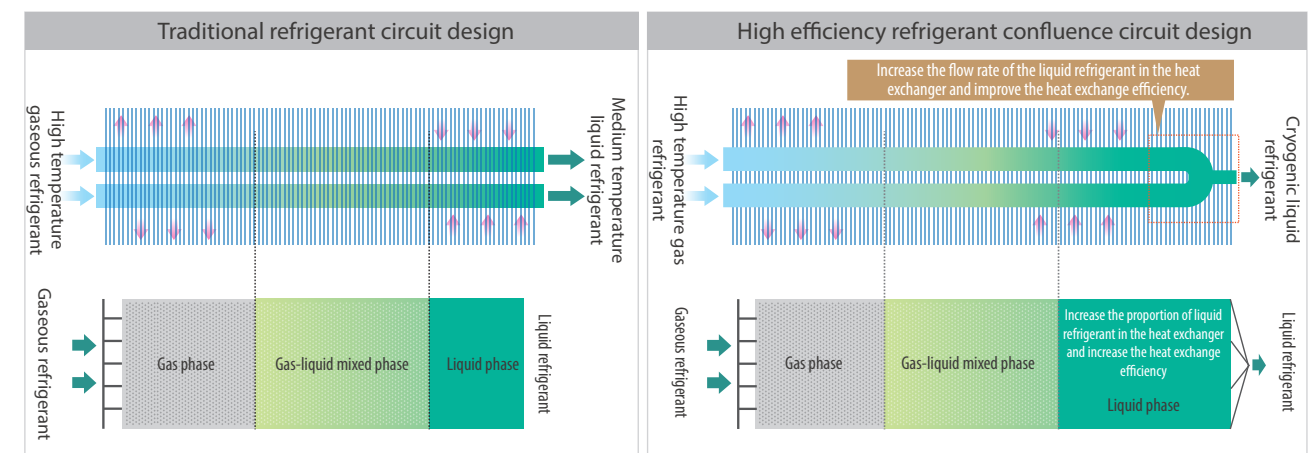 Traditional refrigerant circuit design
High temperature
gaseous refrigerant
Medium temperature
liquid refrigerant
Gaseous refrigerant
Gas phase
Gas-liquid mixed phase
Liquid phase
Liquid refrigerant
High efficiency refrigerant confluence circuit design
Increase the flow rate of the liquid refrigerant in the heat
exchanger and improve the heat exchange efficiency.
High temperature gas
refrigerant
Cryogenic liquid
refrigerant
Gaseous refrigerant
Gas phase
Gas-liquid mixed phase
Increase the proportion of liquid
refrigerant in the heat exchanger
and increase the heat exchange
efficiency
Liquid phase
Liquid refrigerant